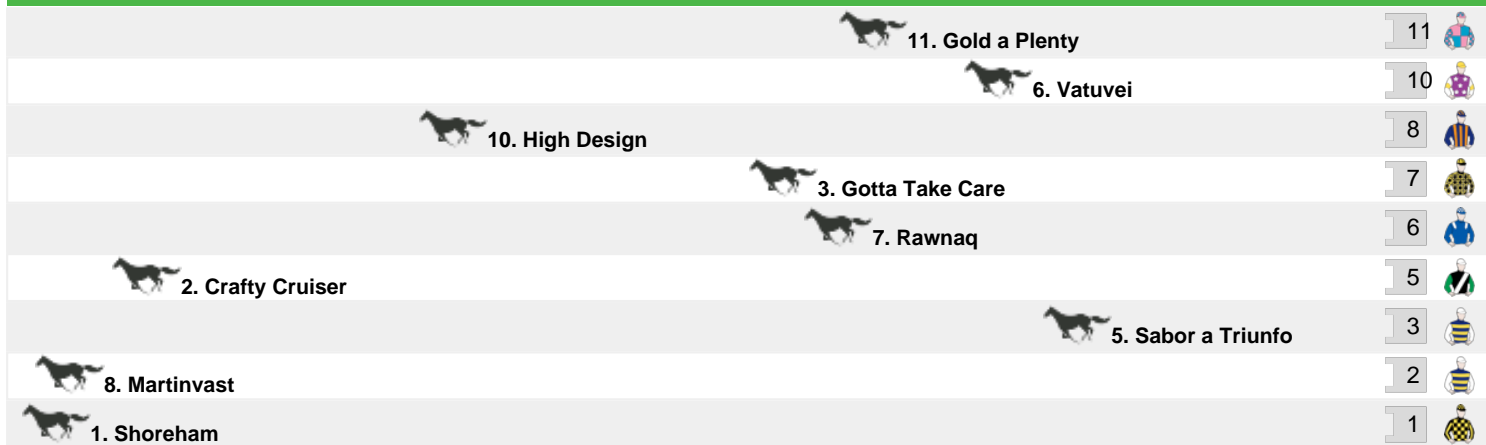 11. Gold a Plenty 11
6. Vatuvei 10
10. High Design 8
3. Gotta Take Care 7
7. Rawnaq 6
2. Crafty Cruiser 5
5. Sabor a Triunfo 3
8. Martinvast 2
1. Shoreham 1